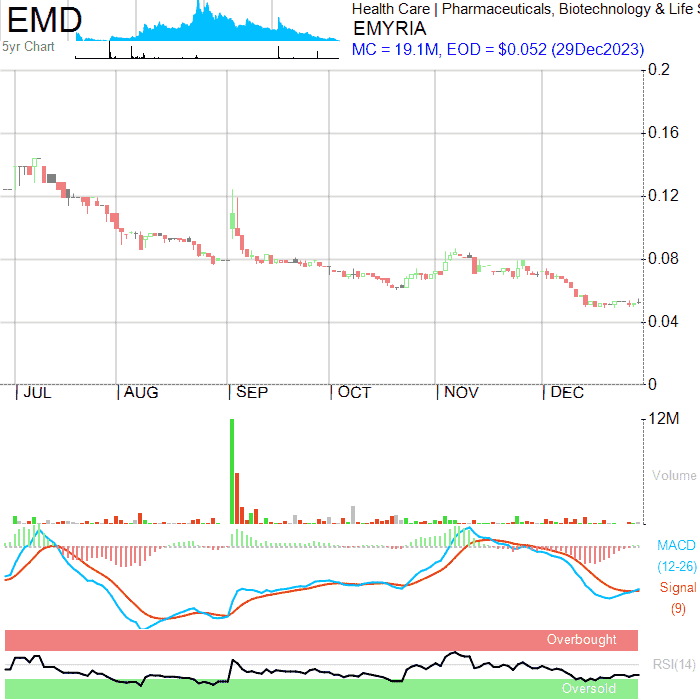 EMD
5yr Chart
Health Care | Pharmaceuticals, Biotechnology & Life S
EMYRIA
MC = 19.1M, EOD = $0.052 (29Dec2023)
0.2
0.16
0.12
0.08
0.04
0
JUL AUG SEP OCT NOV DEC
12M
Volume
MACD
(12-26)
Signal
(9)
Overbought
RSI(14)
Oversold